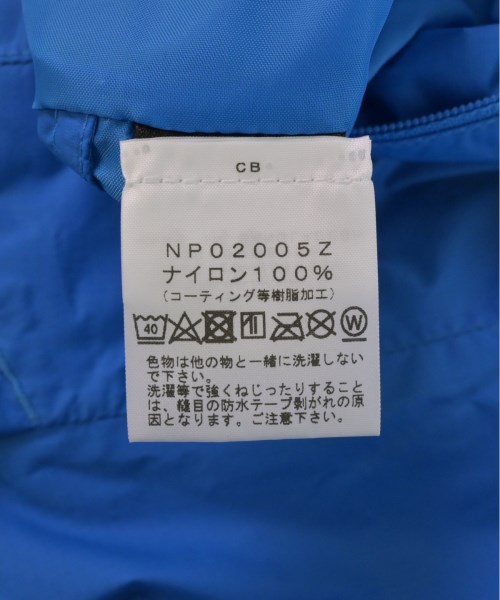 CB
NP02005Z
ナイロン100%
(コーティング等樹脂加工)
40 W
色物は他の物と一緒に洗濯しない
で下さい。
洗濯等で強くねじったりすること
は、縫目の防水テープ剥がれの原
因となります。ご注意下さい。